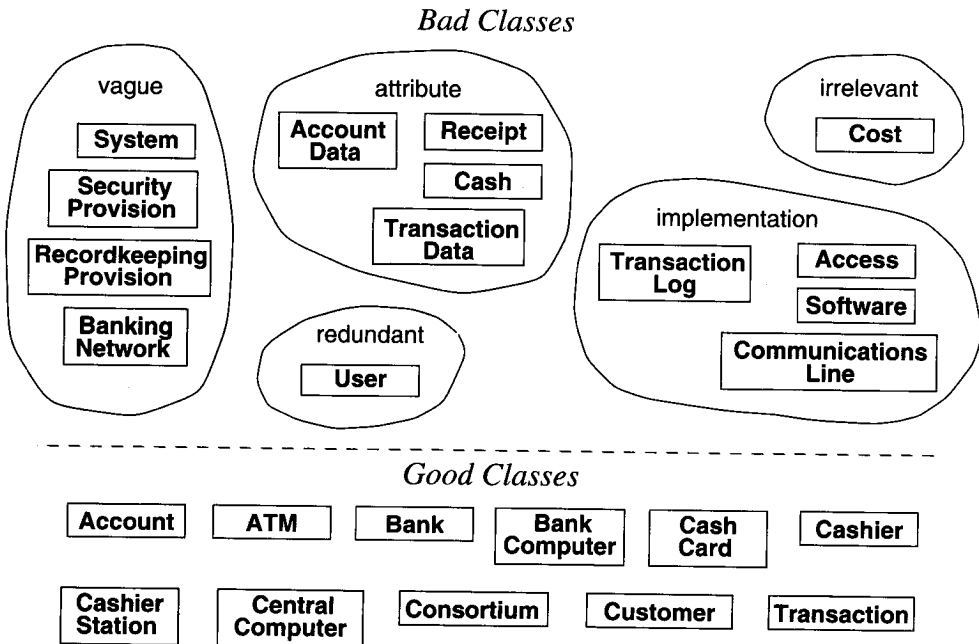 Bad Classes
vague
System
Security
Provision
Recordkeeping
Provision
Banking
Network
attribute
Account
Data
Receipt
Cash
Transaction
Data
redundant
User
irrelevant
Cost
implementation
Transaction
Log
Access
Software
Communications
Line
Good Classes
Account
ATM
Bank
Bank
Computer
Cash
Card
Cashier
Cashier
Station
Central
Computer
Consortium
Customer
Transaction